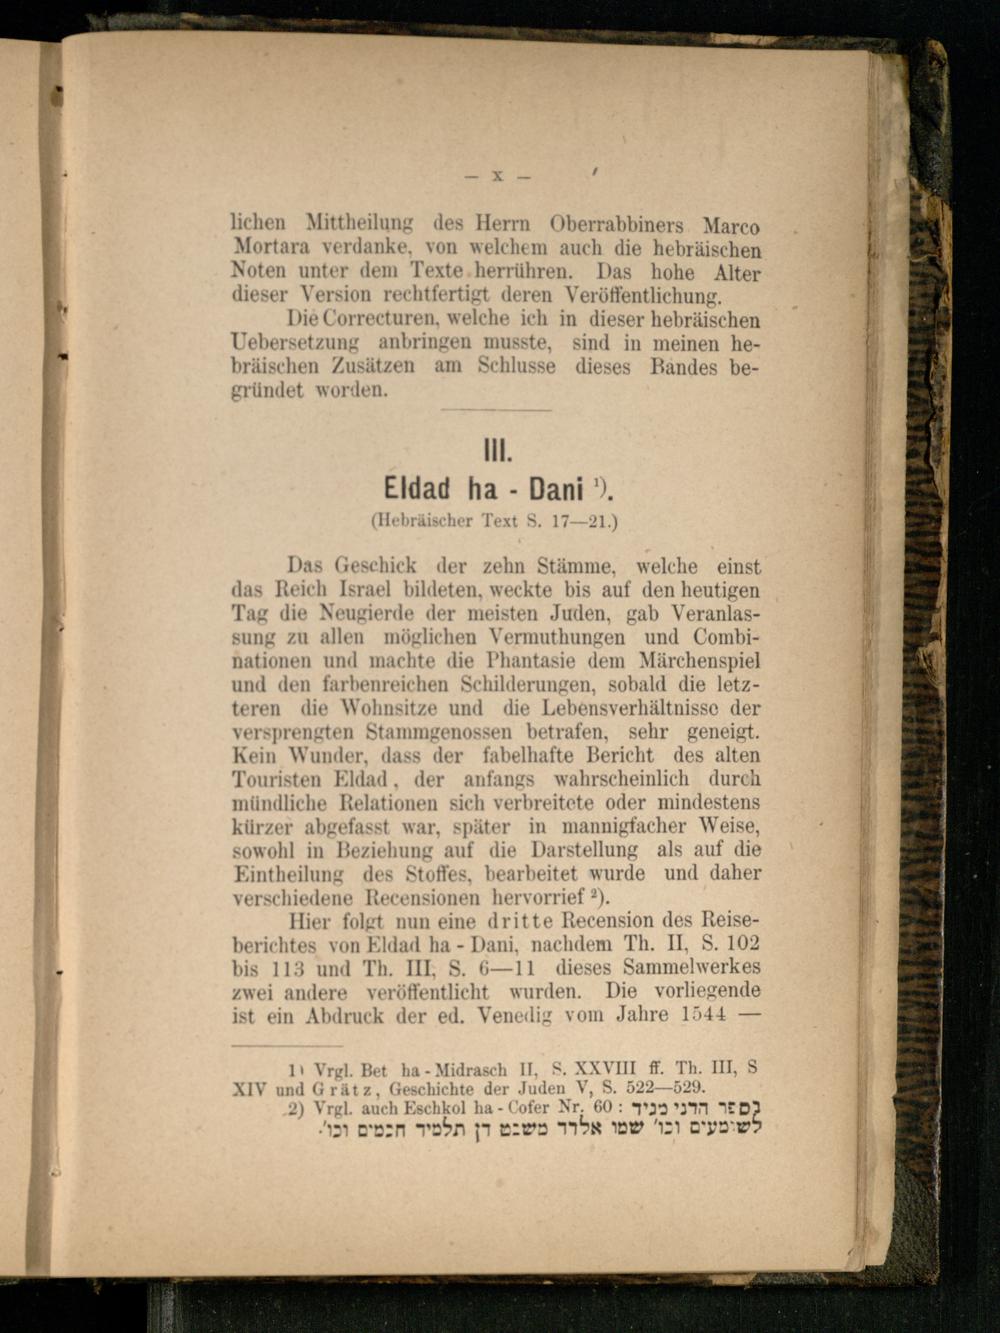 — x —
lichen Mittheilung des Herrn Oberrabbiners Marco
Mortara verdanke, von welchem auch die hebräischen
Noten unter dem Texte herrühren. Das hohe Alter
dieser Version rechtfertigt deren Veröffentlichung.
Die Correcturen, welche ich in dieser hebräischen
Uebersetzung anbringen musste, sind in meinen he-
bräischen Zusätzen am Schlusse dieses Bandes be-
gründet worden.
III.
Eldad ha - Dani ¹).
(Hebräischer Text S. 17—21.)
Das Geschick der zehn Stämme, welche einst
das Reich Israel bildeten, weckte bis auf den heutigen
Tag die Neugierde der meisten Juden, gab Veranlas-
sung zu allen möglichen Vermuthungen und Combi-
nationen und machte die Phantasie dem Märchenspiel
und den farbenreichen Schilderungen, sobald die letz-
teren die Wohnsitze und die Lebensverhältnisse der
versprengten Stammgenossen betrafen, sehr geneigt.
Kein Wunder, dass der fabelhafte Bericht des alten
Touristen Eldad, der anfangs wahrscheinlich durch
mündliche Relationen sich verbreitete oder mindestens
kürzer abgefasst war, später in mannigfacher Weise,
sowohl in Beziehung auf die Darstellung als auf die
Eintheilung des Stoffes, bearbeitet wurde und daher
verschiedene Recensionen hervorrief ²).
Hier folgt nun eine dritte Recension des Reise-
berichtes von Eldad ha - Dani, nachdem Th. II, S. 102
bis 113 und Th. III, S. 6—11 dieses Sammelwerkes
zwei andere veröffentlicht wurden. Die vorliegende
ist ein Abdruck der ed. Venedig vom Jahre 1544 —
1) Vrgl. Bet ha - Midrasch II, S. XXVIII ff. Th. III, S
XIV und Grätz, Geschichte der Juden V, S. 522—529.
2) Vrgl. auch Eschkol ha - Cofer Nr. 60 : בספר הדני מגיד
לשומעים וכו' שמו אלדד משבט דן תלמיד חכמים וכו'.